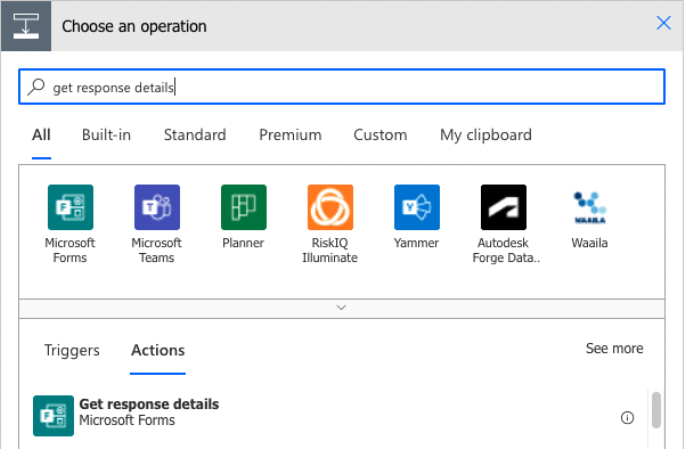 Choose an operation
get response details
All Built-in Standard Premium Custom My clipboard
Microsoft Forms
Microsoft Teams
Planner
RiskIQ Illuminate
Yammer
Autodesk Forge Data..
Waaila
WAAILA
Triggers Actions See more
Get response details
Microsoft Forms